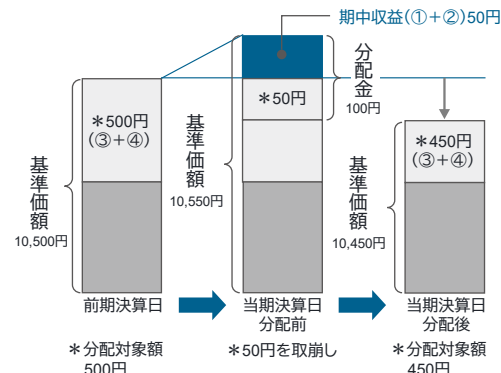 期中収益(①+②)50円
分配金
100円
*50円
*500円
(③+④)
*450円
(③+④)
基準価額
10,500円
基準価額
10,550円
基準価額
10,450円
前期決算日
当期決算日
分配前
当期決算日
分配後
*分配対象額
500円
*50円を取崩し
*分配対象額
450円